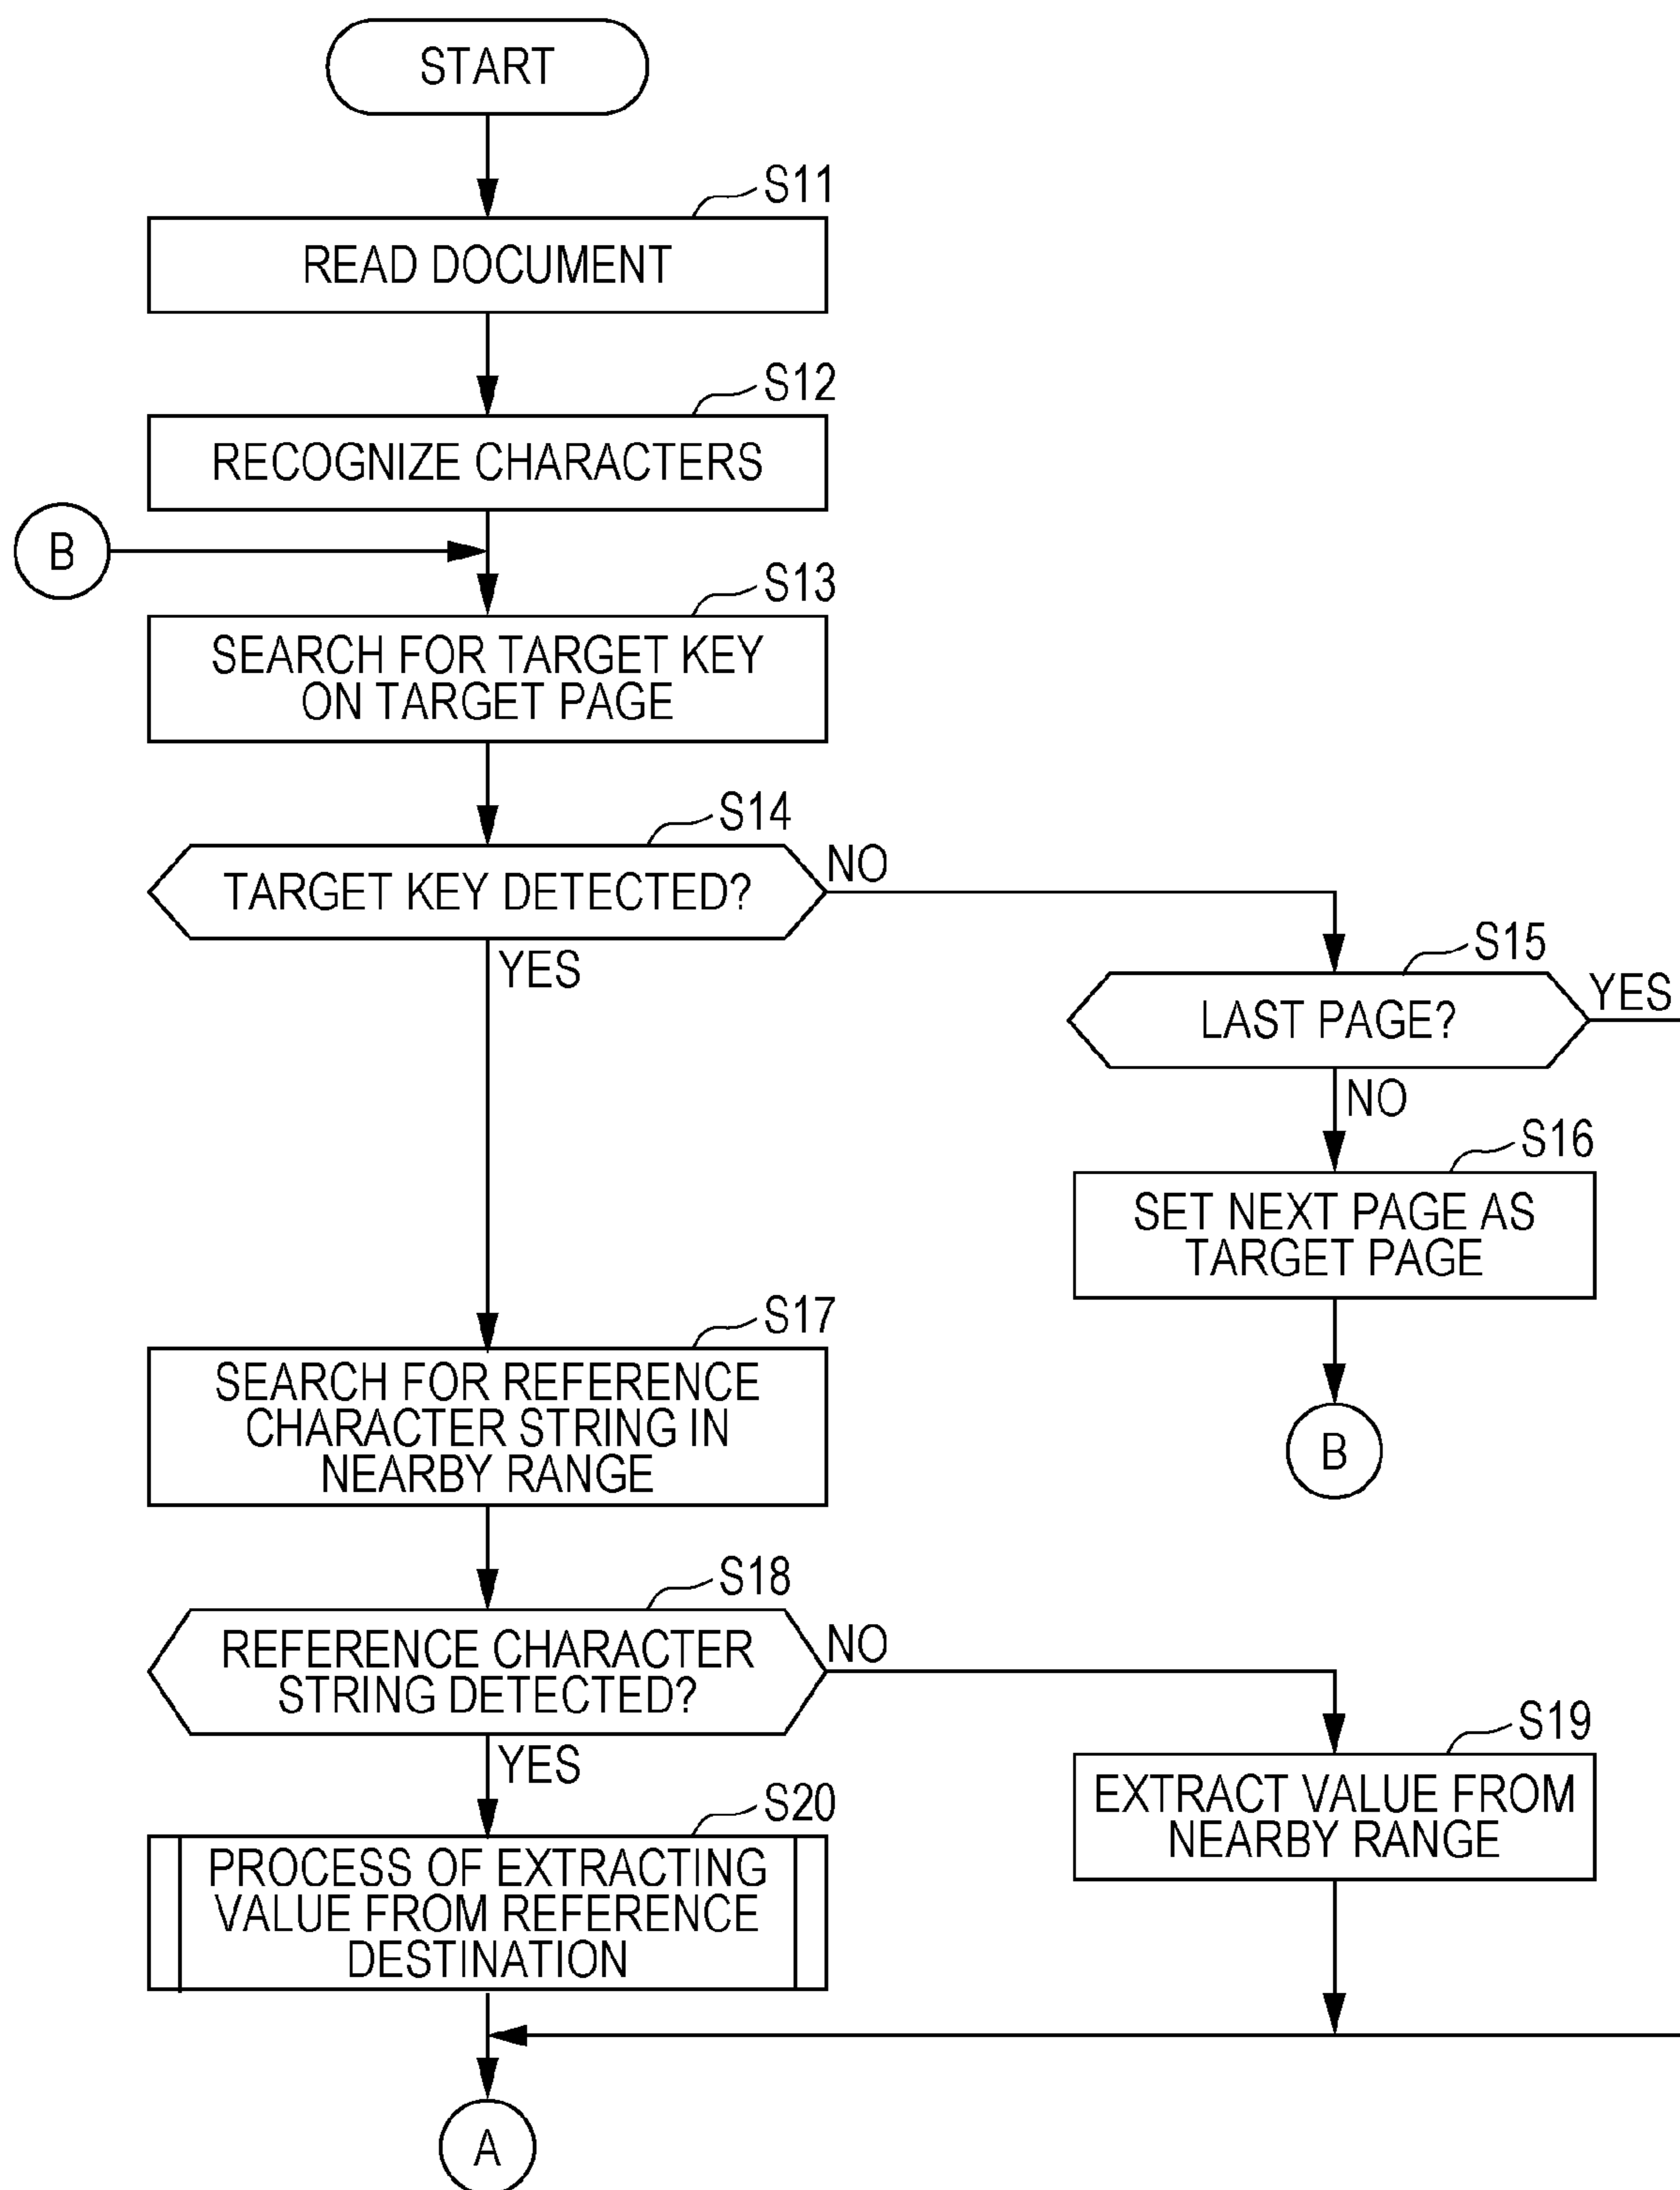 START
S11
READ DOCUMENT
S12
RECOGNIZE CHARACTERS
B
S13
SEARCH FOR TARGET KEY
ON TARGET PAGE
S14
TARGET KEY DETECTED?
NO
YES
S15
LAST PAGE?
YES
NO
S16
SET NEXT PAGE AS
TARGET PAGE
B
S17
SEARCH FOR REFERENCE
CHARACTER STRING IN
NEARBY RANGE
S18
REFERENCE CHARACTER
STRING DETECTED?
NO
YES
S19
EXTRACT VALUE FROM
NEARBY RANGE
S20
PROCESS OF EXTRACTING
VALUE FROM REFERENCE
DESTINATION
A